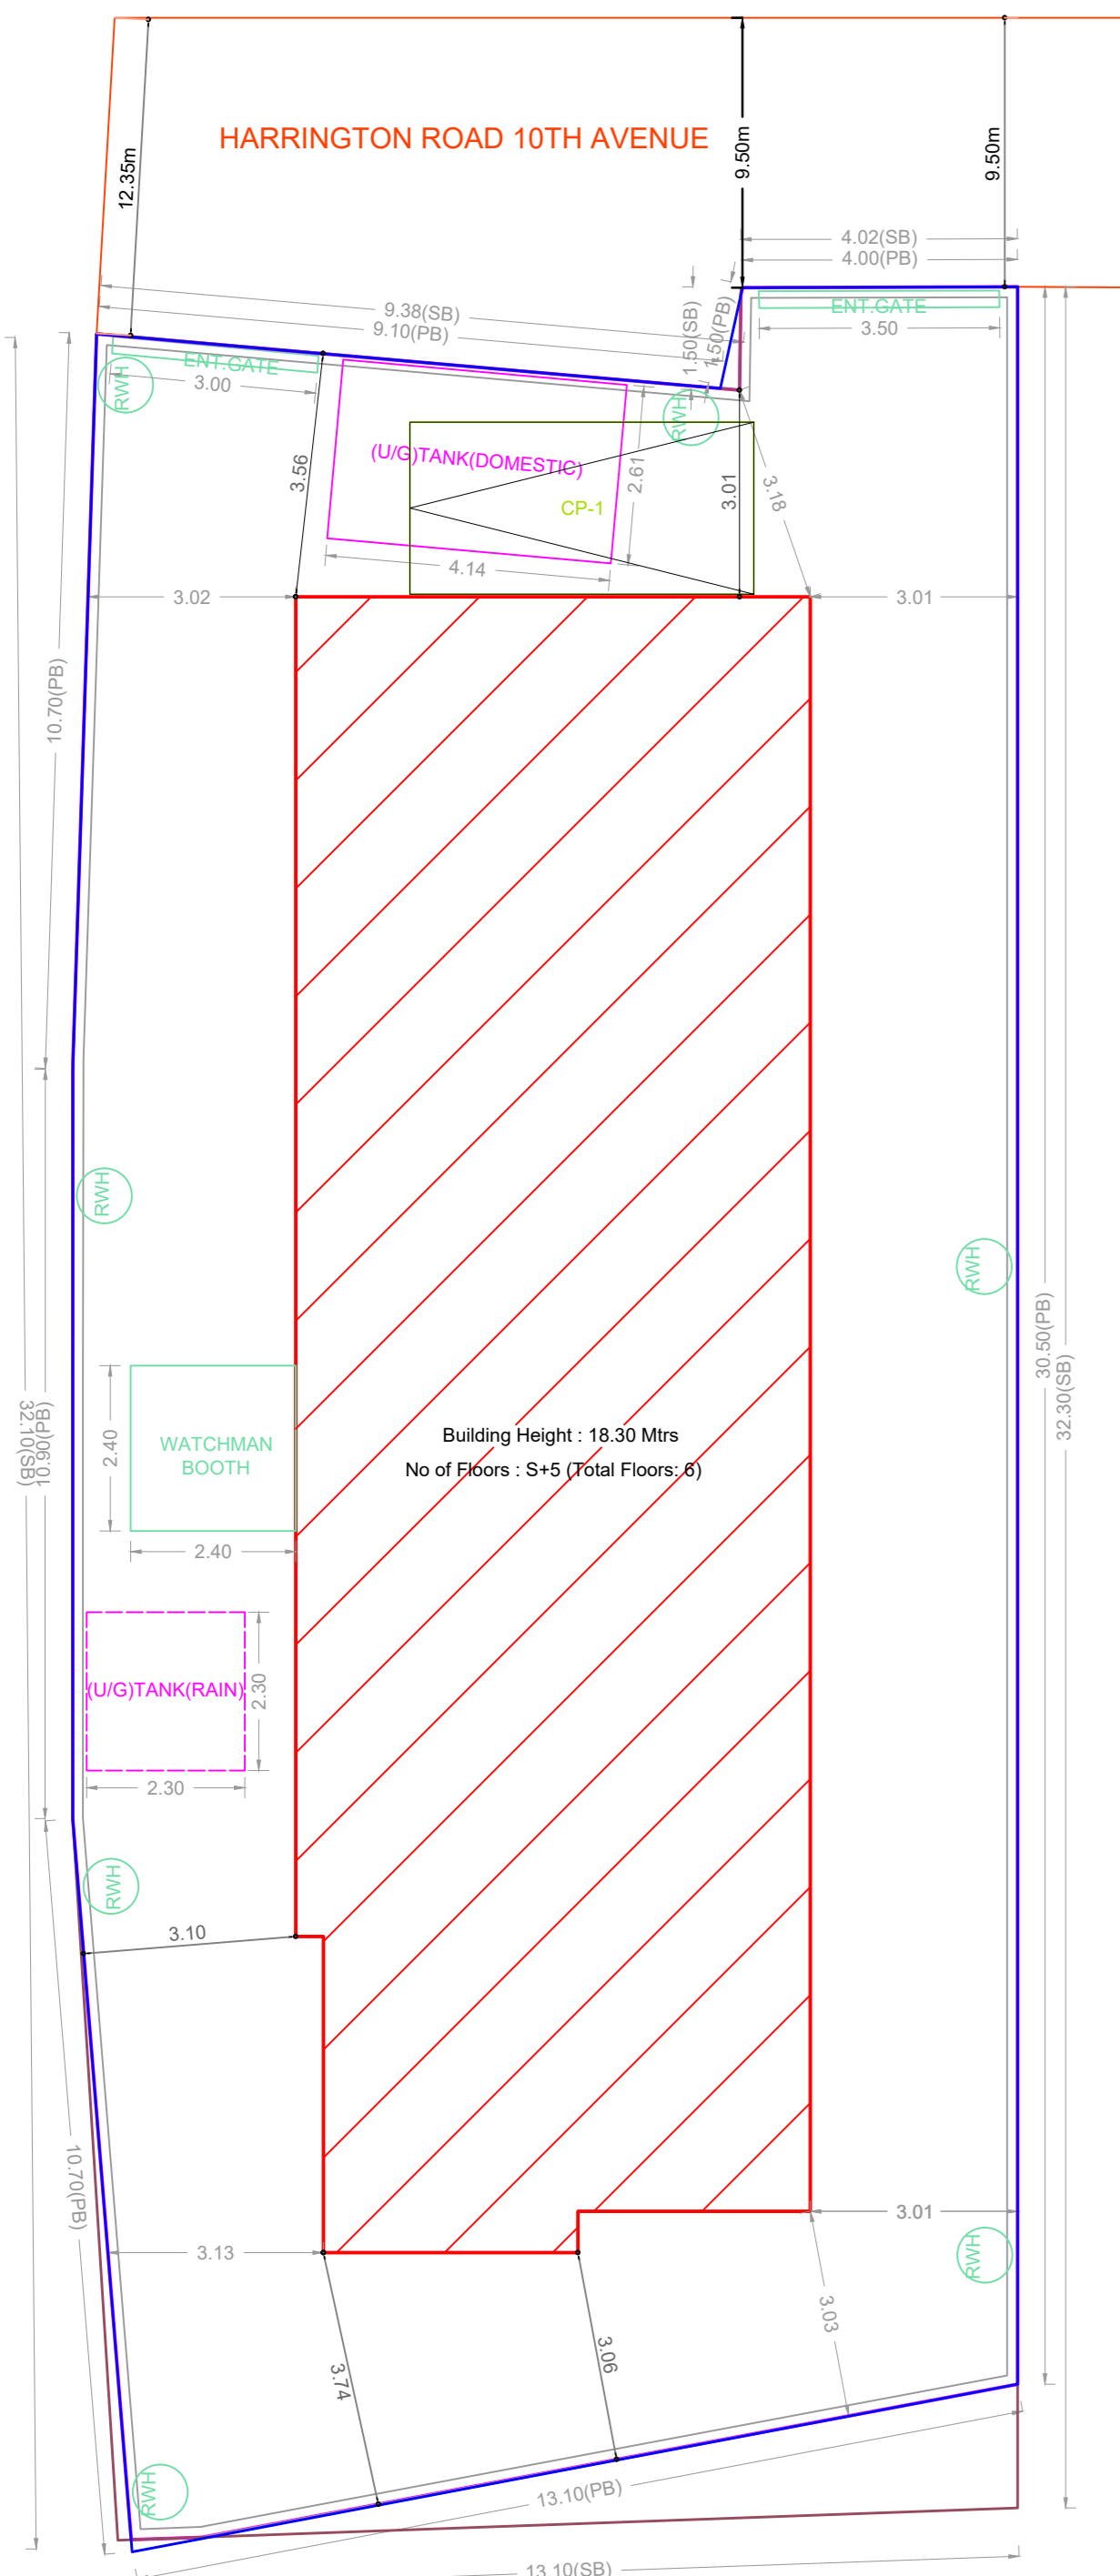 HARRINGTON ROAD 10TH AVENUE
12.35m
9.50m
9.50m
4.02(SB)
4.00(PB)
9.38(SB)
9.10(PB)
1.50(SB)
1.50(PB)
ENT.GATE
3.50
ENT.GATE
3.00
RWH
RWH
3.56
(U/G)TANK(DOMESTIC)
2.61
CP-1
3.01
3.18
4.14
3.02
3.01
10.70(PB)
RWH
RWH
30.50(PB)
32.30(SB)
32.10(SB)
10.90(PB)
2.40
WATCHMAN
BOOTH
2.40
Building Height : 18.30 Mtrs
No of Floors : S+5 (Total Floors: 6)
(U/G)TANK(RAIN)
2.30
2.30
RWH
3.10
10.70(PB)
3.13
3.01
RWH
3.03
3.74
3.06
RWH
13.10(PB)
13.10(SB)